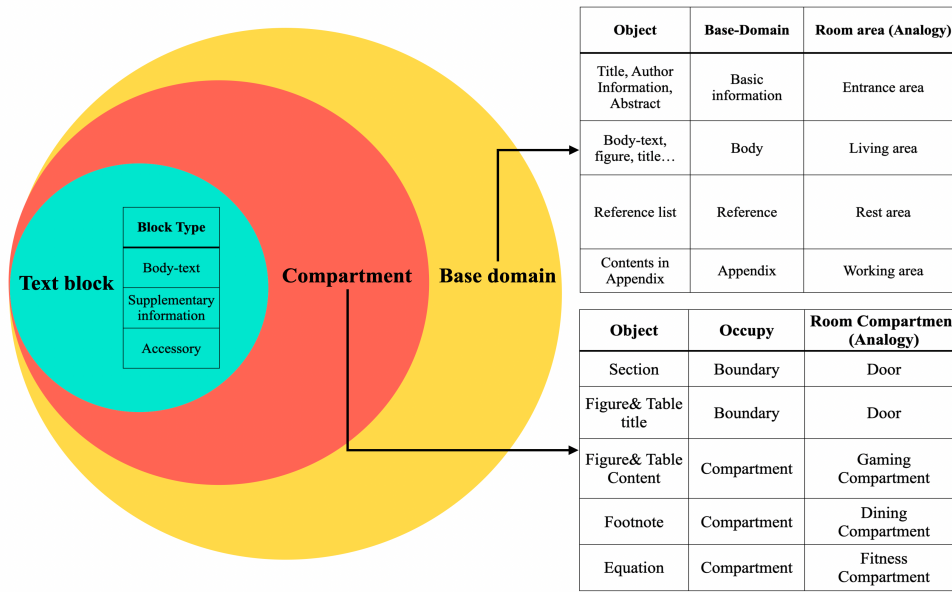 Text block
Block Type
Body-text
Supplementary
information
Accessory
Compartment
Base domain
Object Base-Domain Room area (Analogy)
Title, Author
Information,
Abstract
Basic
information
Entrance area
Body-text,
figure, title…
Body
Living area
Reference list Reference Rest area
Contents in
Appendix
Appendix
Working area
Object Occupy
Room Compartmen
(Analogy)
Section Boundary Door
Figure& Table
title
Boundary
Door
Figure& Table
Content
Compartment
Gaming
Compartment
Footnote Compartment
Dining
Compartment
Equation Compartment
Fitness
Compartment